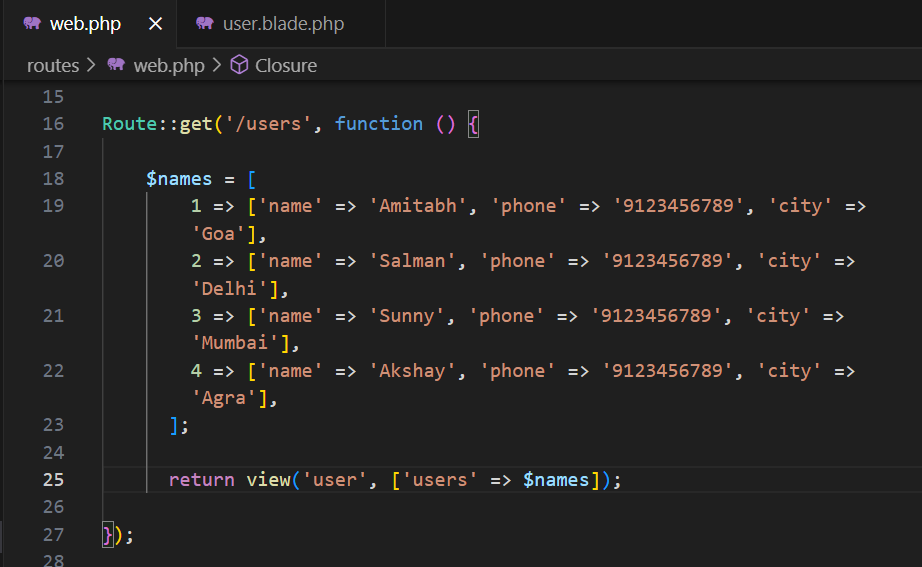 web.php × user.blade.php
routes > web.php > Closure
15
16 Route::get('/users', function () {
17
18 $names = [
19 1 => ['name' => 'Amitabh', 'phone' => '9123456789', 'city' =>
'Goa'],
20 2 => ['name' => 'Salman', 'phone' => '9123456789', 'city' =>
'Delhi'],
21 3 => ['name' => 'Sunny', 'phone' => '9123456789', 'city' =>
'Mumbai'],
22 4 => ['name' => 'Akshay', 'phone' => '9123456789', 'city' =>
'Agra'],
23 ];
24
25 return view('user', ['users' => $names]);
26
27 });
28